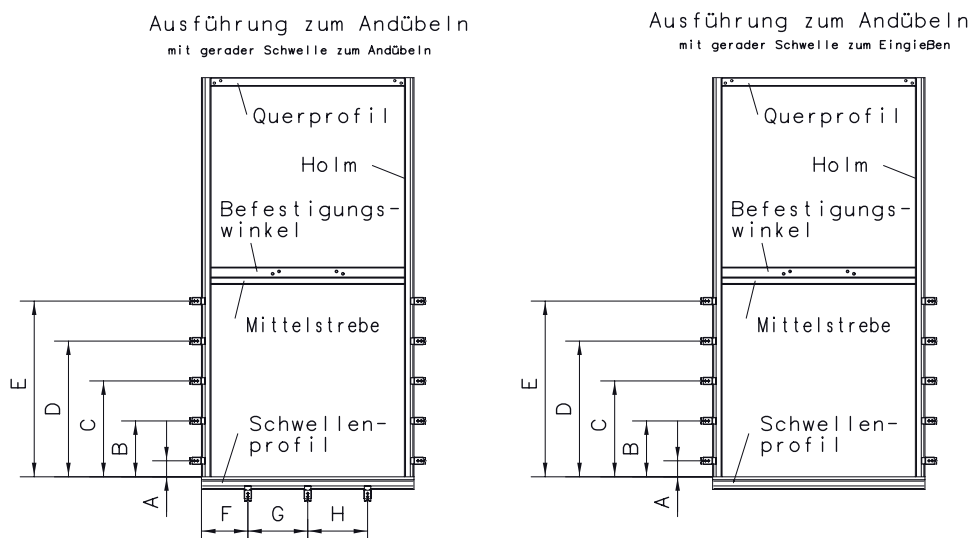 Ausführung zum Andübeln
mit gerader Schwelle zum Andübeln
Querprofil
Holm
Befestigungs-
winkel
Mittelstrebe
Schwellen-
profil
E
D
C
B
A
F
G
H
Ausführung zum Andübeln
mit gerader Schwelle zum Eingießen
Querprofil
Holm
Befestigungs-
winkel
Mittelstrebe
Schwellen-
profil
E
D
C
B
A